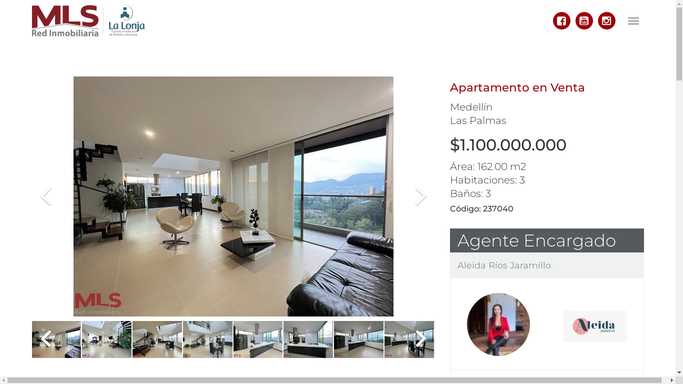 MLS
Red Inmobiliaria
La Lonja
Apartamento en Venta
Medellín
Las Palmas
$1.100.000.000
Área: 162.00 m2
Habitaciones: 3
Baños: 3
Código: 237040
Agente Encargado
Aleida Ríos Jaramillo
Aleida
MLS